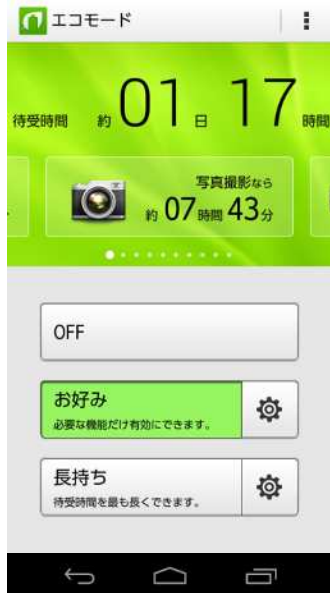 エコモード
待受時間 約 01 日 17 時間
写真撮影なら
約 07 時間 43 分
OFF
お好み
必要な機能だけ有効にできます。
長持ち
待受時間を最も長くできます。